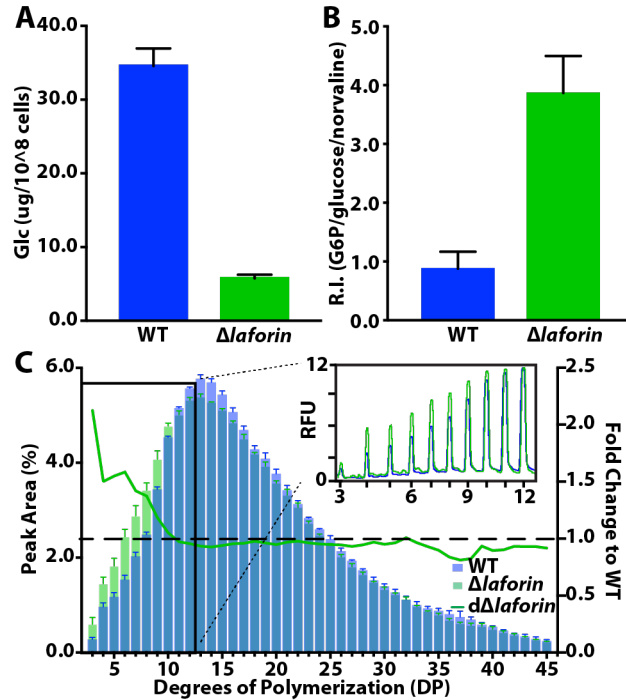 A
Glc (ug/10^8 cells)
40.0
30.0
20.0
10.0
0.0
WT
Δlaforin
B
R.I. (G6P/glucose/norvaline)
5.0
4.0
3.0
2.0
1.0
0.0
WT
Δlaforin
C
Peak Area (%)
6.0
4.0
2.0
0.0
5 10 15 20 25 30 35 40 45
Degrees of Polymerization (DP)
RFU
12
0
3 6 9 12
2.5
2.0
1.5
1.0
0.5
0.0
Fold Change to WT
WT
Δlaforin
dΔlaforin